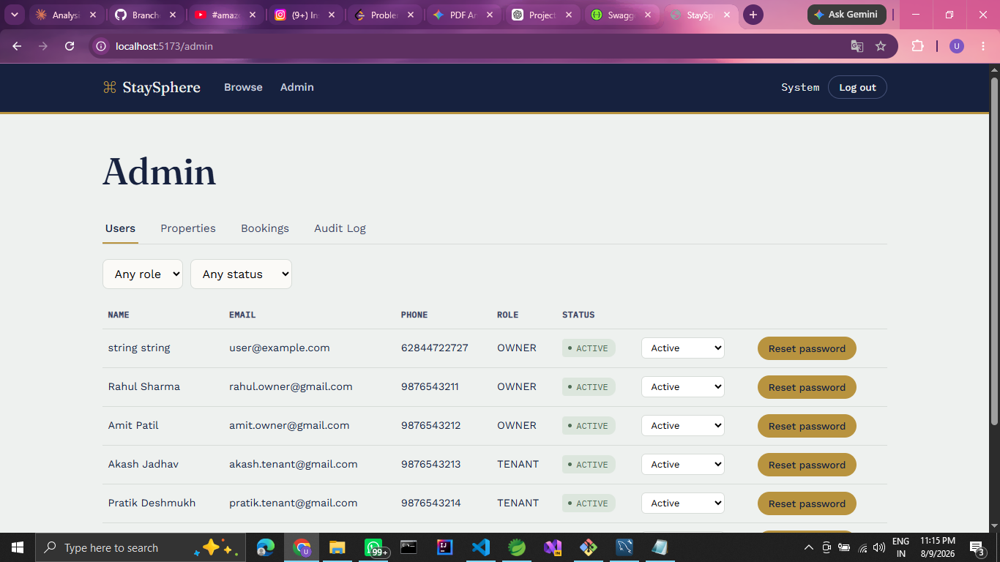 Analysi
Branch
#amaz
(9+) In
Problem
PDF Ar
Project
Swagg
StaySp
Ask Gemini
localhost:5173/admin
U
StaySphere Browse Admin System Log out
Admin
Users Properties Bookings Audit Log
Any role Any status
NAME EMAIL PHONE ROLE STATUS
string string user@example.com 62844722727 OWNER ACTIVE Active Reset password
Rahul Sharma rahul.owner@gmail.com 9876543211 OWNER ACTIVE Active Reset password
Amit Patil amit.owner@gmail.com 9876543212 OWNER ACTIVE Active Reset password
Akash Jadhav akash.tenant@gmail.com 9876543213 TENANT ACTIVE Active Reset password
Pratik Deshmukh pratik.tenant@gmail.com 9876543214 TENANT ACTIVE Active Reset password
Type here to search
U
99+
IJ
IN
ENG
IN
11:15 PM
8/9/2026
3